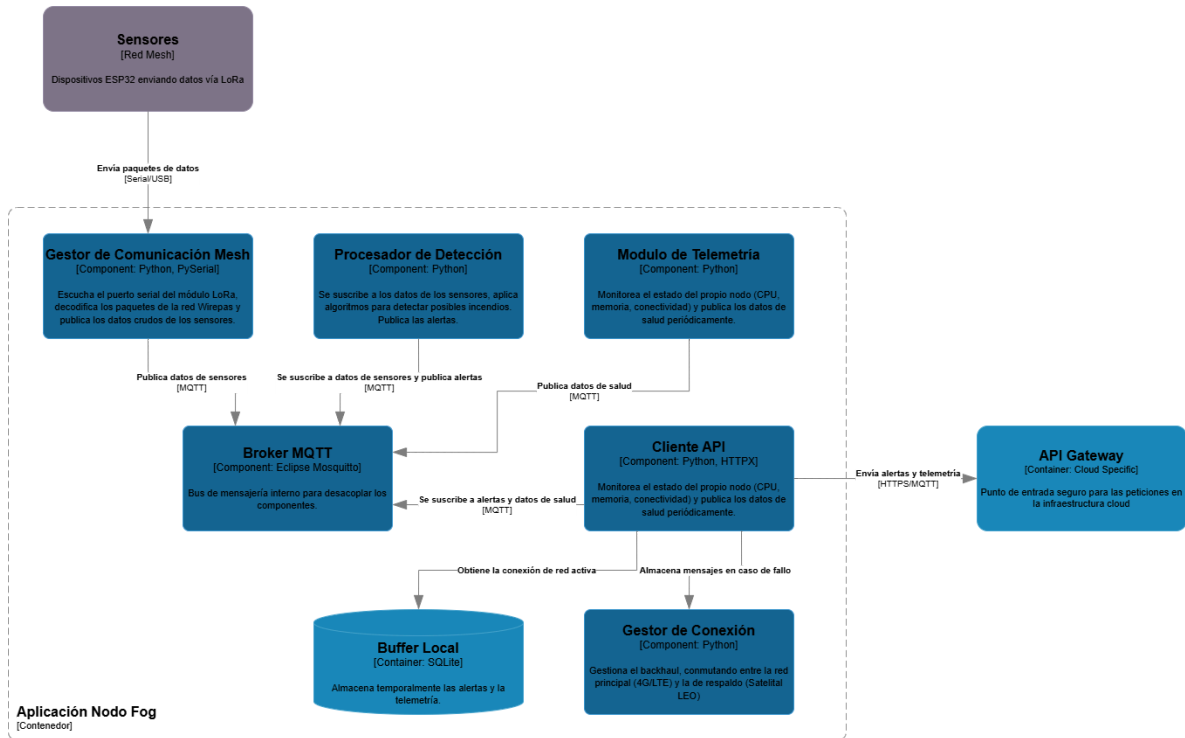 Sensores
[Red Mesh]
Dispositivos ESP32 enviando datos vía LoRa
Envía paquetes de datos
[Serial/USB]
Gestor de Comunicación Mesh
[Component: Python, PySerial]
Escucha el puerto serial del módulo LoRa,
decodifica los paquetes de la red Wirepas y
publica los datos crudos de los sensores.
Procesador de Detección
[Component: Python]
Se suscribe a los datos de los sensores, aplica
algoritmos para detectar posibles incendios.
Publica las alertas.
Modulo de Telemetría
[Component: Python]
Monitorea el estado del propio nodo (CPU,
memoria, conectividad) y publica los datos de
salud periódicamente.
Publica datos de sensores
[MQTT]
Se suscribe a datos de sensores y publica alertas
[MQTT]
Publica datos de salud
[MQTT]
Broker MQTT
[Component: Eclipse Mosquitto]
Bus de mensajería interno para desacoplar los
componentes.
Se suscribe a alertas y datos de salud
[MQTT]
Cliente API
[Component: Python, HTTPX]
Monitorea el estado del propio nodo (CPU,
memoria, conectividad) y publica los datos de
salud periódicamente.
Envia alertas y telemetria
[HTTPS/MQTT]
API Gateway
[Container: Cloud Specific]
Punto de entrada seguro para las peticiones en
la infraestructura cloud
Obtiene la conexión de red activa
Almacena mensajes en caso de fallo
Buffer Local
[Container: SQLite]
Almacena temporalmente las alertas y la
telemetría.
Gestor de Conexión
[Component: Python]
Gestiona el backhaul, conmutando entre la red
principal (4G/LTE) y la de respaldo (Satelital
LEO)
Aplicación Nodo Fog
[Contenedor]